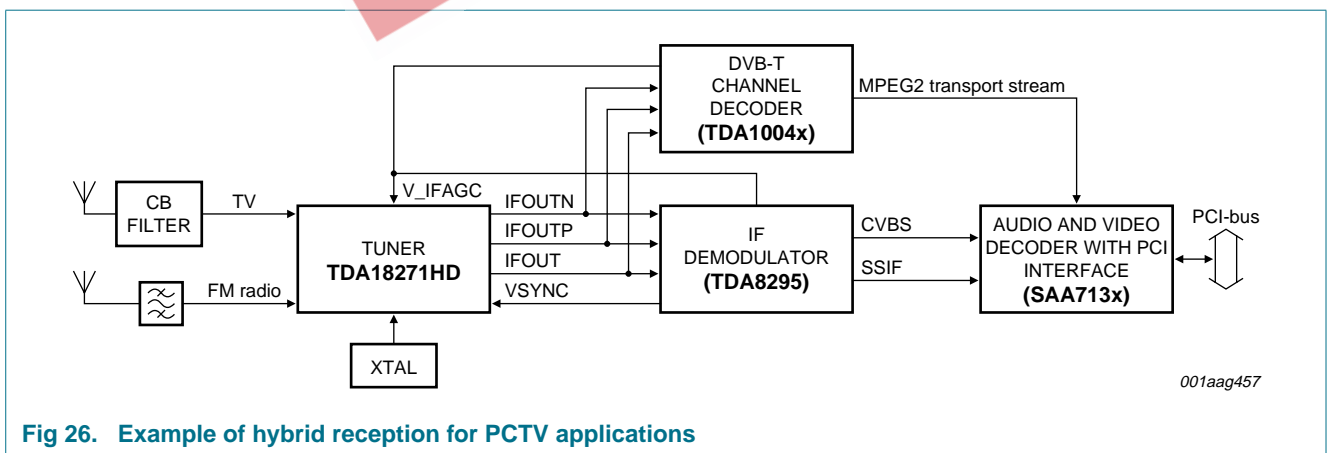 DVB-T
CHANNEL
DECODER
(TDA1004x)
MPEG2 transport stream
CB
FILTER
TV
V_IFAGC
IFOUTN
IFOUTP
IFOUT
VSYNC
TUNER
TDA18271HD
IF
DEMODULATOR
(TDA8295)
CVBS
SSIF
AUDIO AND VIDEO
DECODER WITH PCI
INTERFACE
(SAA713x)
PCI-bus
FM radio
XTAL
001aag457
Fig 26. Example of hybrid reception for PCTV applications